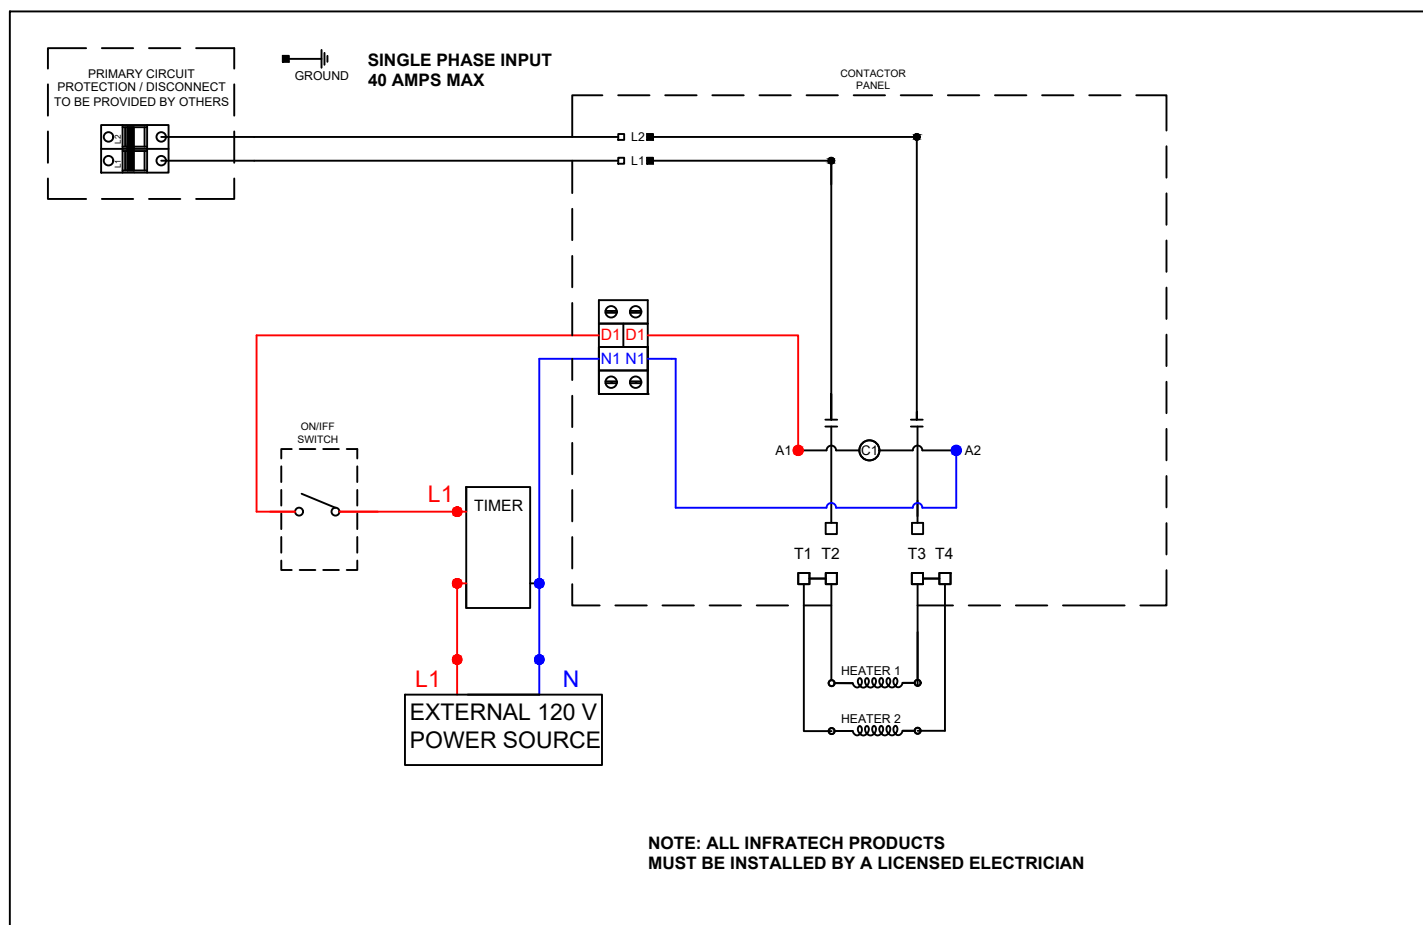 PRIMARY CIRCUIT
PROTECTION / DISCONNECT
TO BE PROVIDED BY OTHERS
GROUND
SINGLE PHASE INPUT
40 AMPS MAX
CONTACTOR
PANEL
L2
L1
L2
L1
D1 D1
N1 N1
ON/IFF
SWITCH
A1
C1
A2
L1
TIMER
T1 T2 T3 T4
L1
N
HEATER 1
HEATER 2
EXTERNAL 120 V
POWER SOURCE
NOTE: ALL INFRATECH PRODUCTS
MUST BE INSTALLED BY A LICENSED ELECTRICIAN